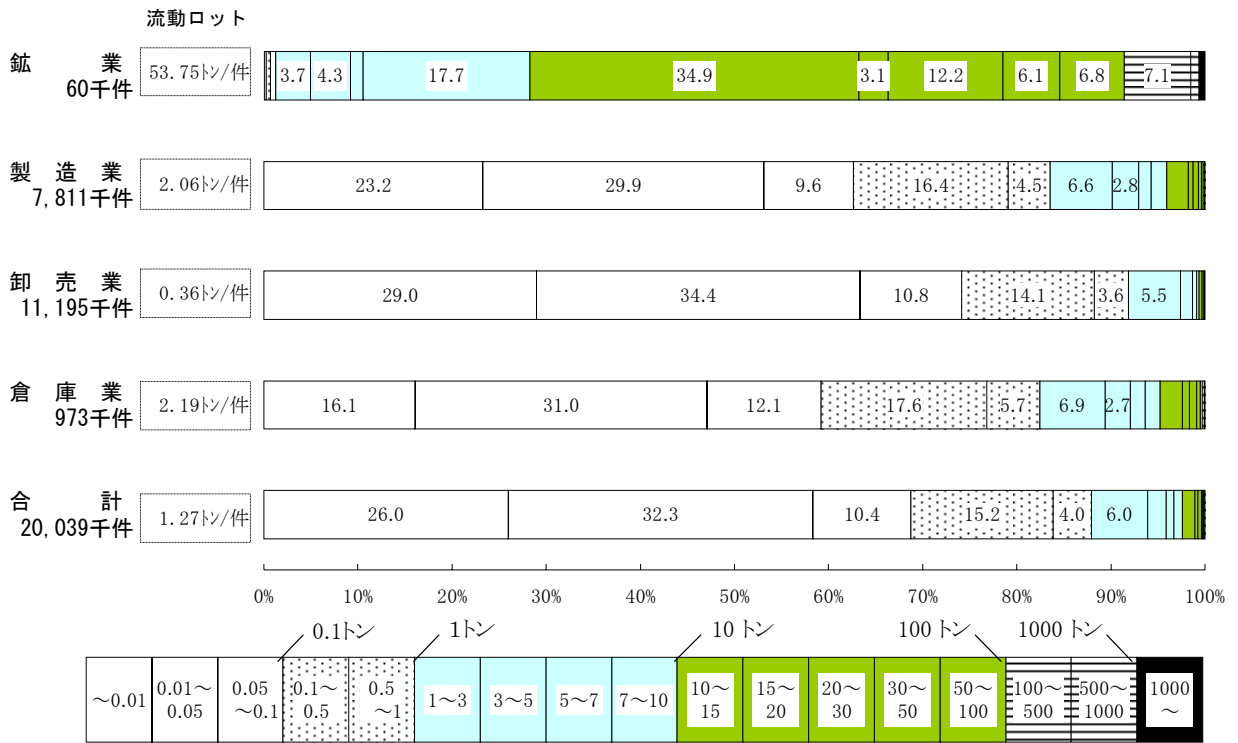 流動ロット
鉱 業 53.75トン/件 3.7 4.3 17.7 34.9 3.1 12.2 6.1 6.8 7.1
60千件
製 造 業 2.06トン/件 23.2 29.9 9.6 16.4 4.5 6.6 2.8
7,811千件
卸 売 業 0.36トン/件 29.0 34.4 10.8 14.1 3.6 5.5
11,195千件
倉 庫 業 2.19トン/件 16.1 31.0 12.1 17.6 5.7 6.9 2.7
973千件
合 計 1.27トン/件 26.0 32.3 10.4 15.2 4.0 6.0
20,039千件
0% 10% 20% 30% 40% 50% 60% 70% 80% 90% 100%
0.1トン 1トン 10トン 100トン 1000トン
～0.01 0.01～ 0.05 0.1～ 0.5 1～3 3～5 5～7 7～10 10～ 15～ 20～ 30～ 50～ 100～ 500～ 1000
0.05 ～0.1 0.5 ～1 15 20 30 50 100 500 1000 ～